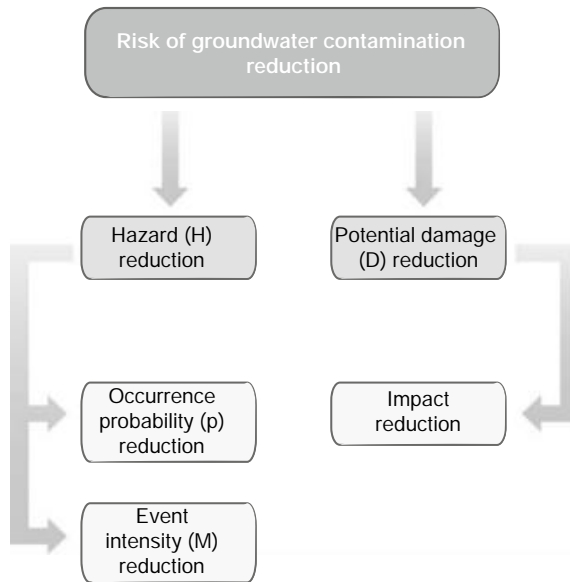 Risk of groundwater contamination
reduction
Hazard (H)
reduction
Potential damage
(D) reduction
Occurrence
probability (p)
reduction
Impact
reduction
Event
intensity (M)
reduction